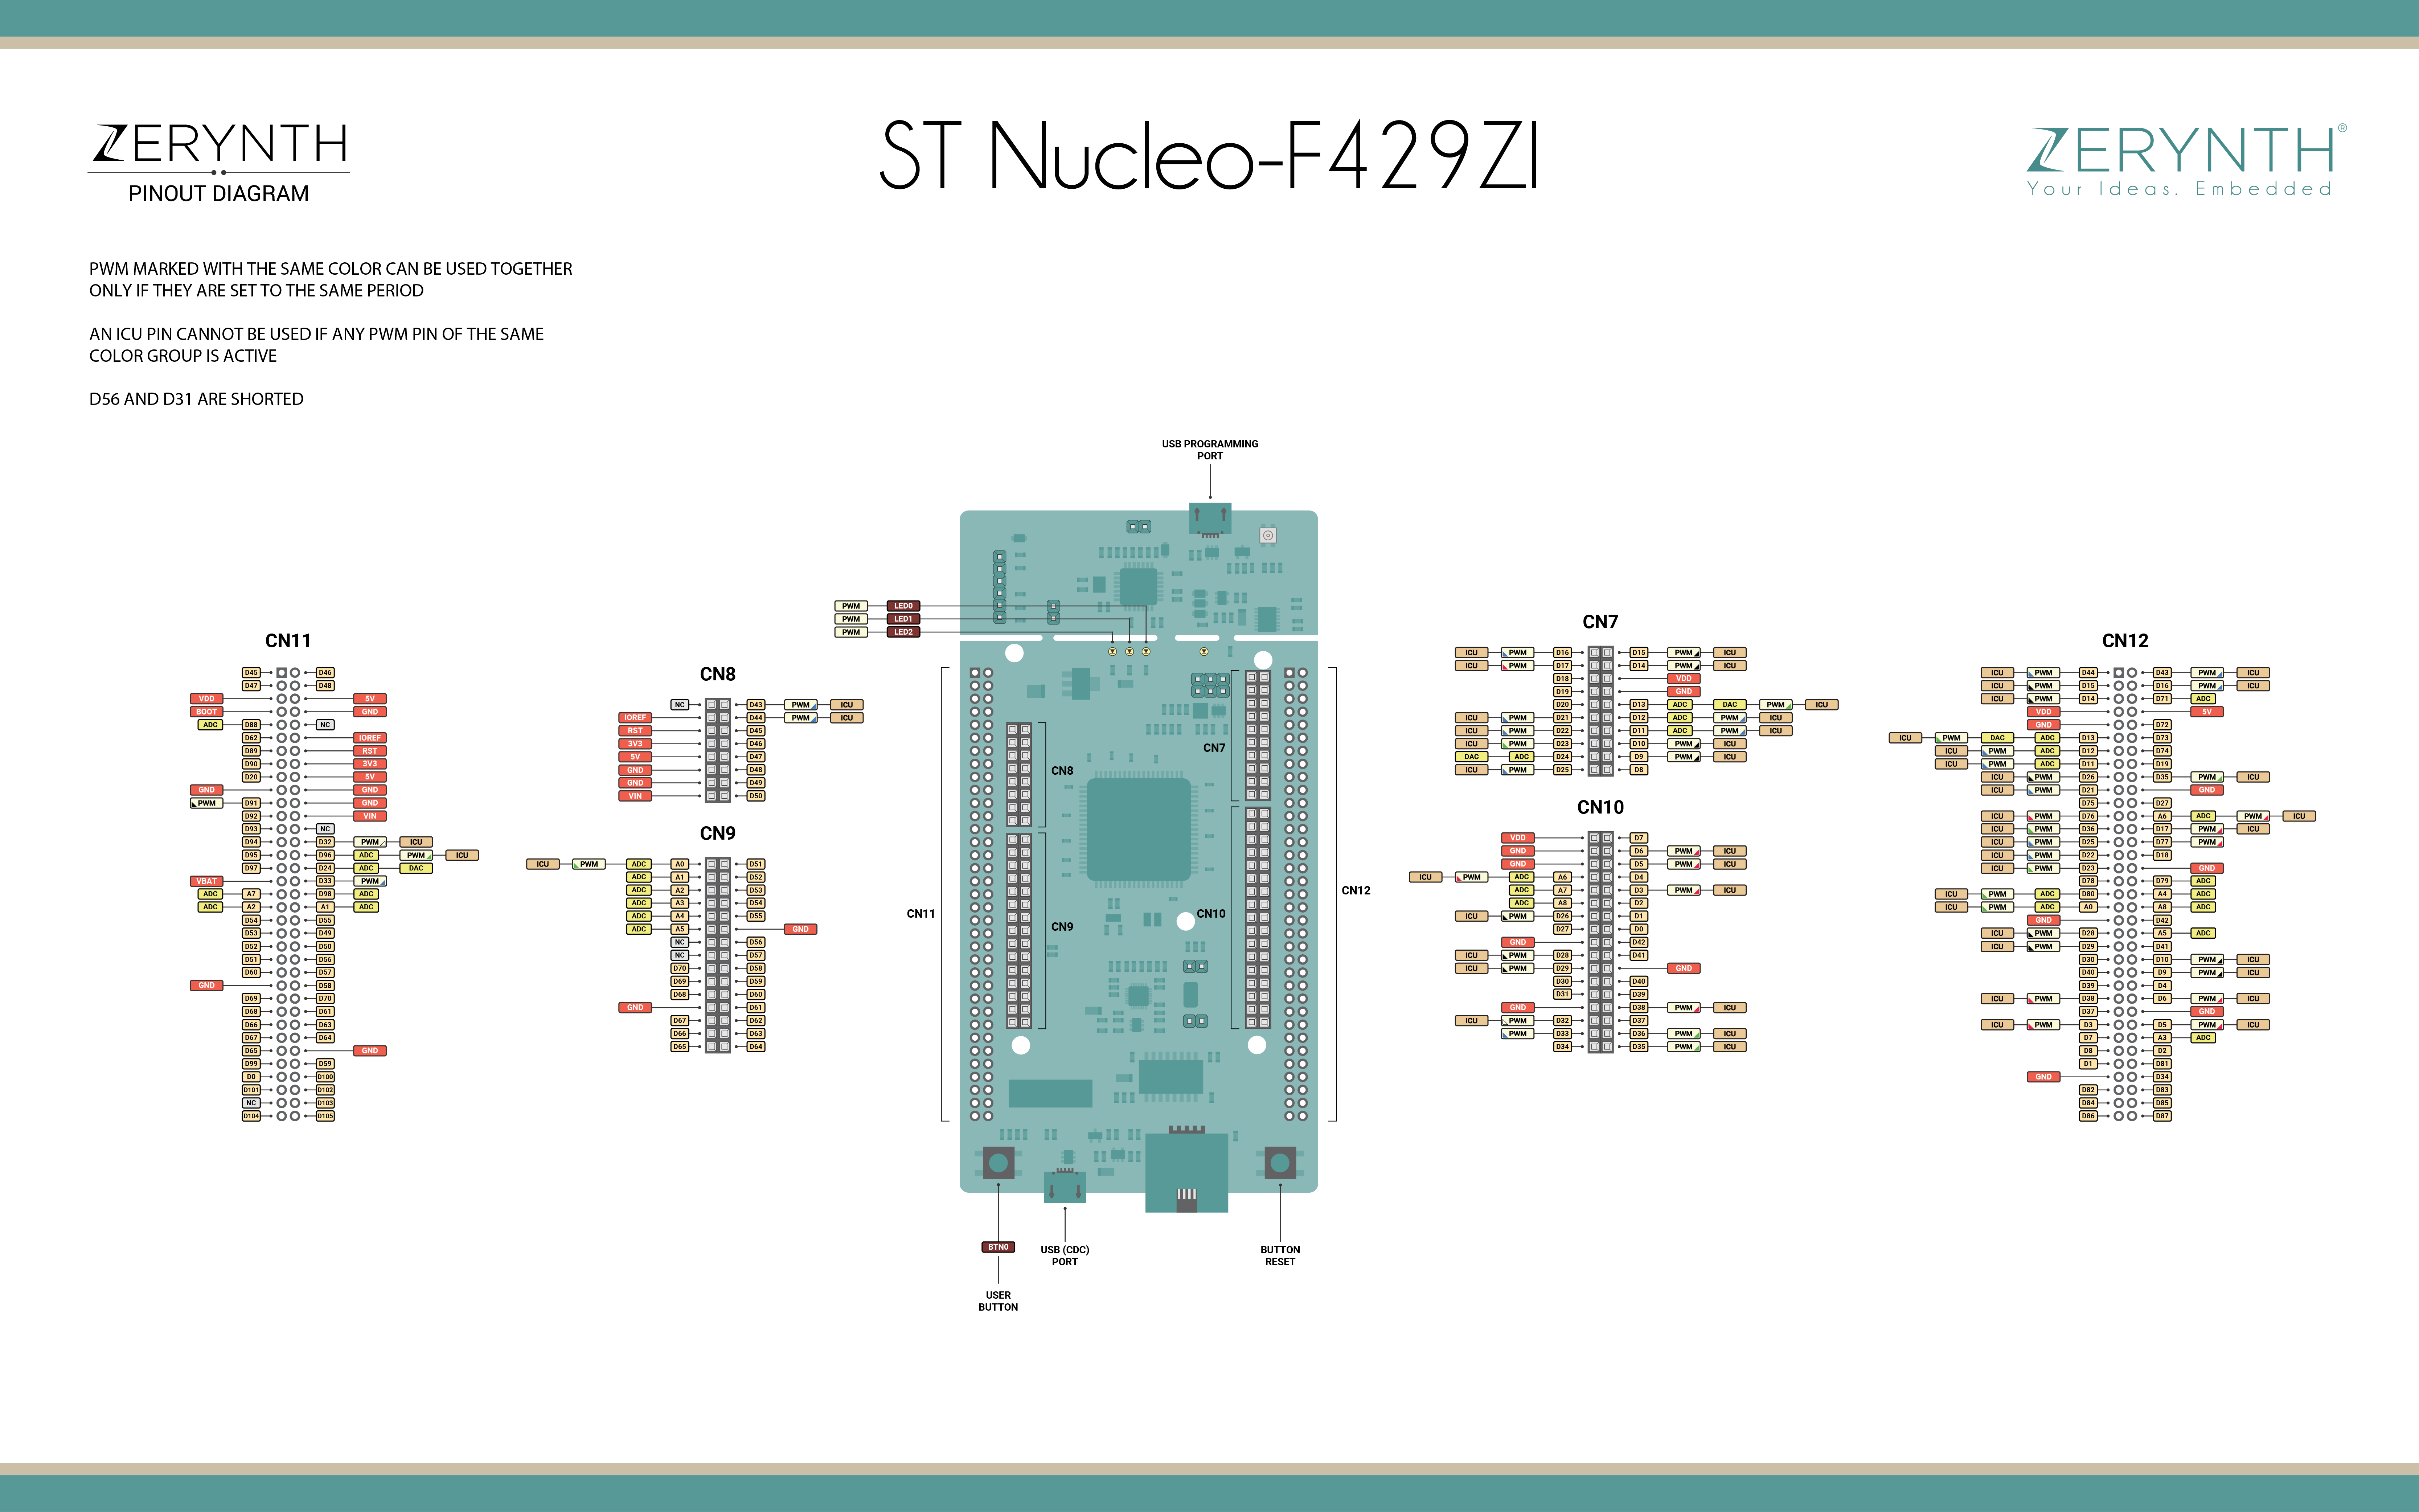 ZERYNTH
PINOUT DIAGRAM
ST Nucleo-F429ZI
ZERYNTH®
Your Ideas. Embedded
PWM MARKED WITH THE SAME COLOR CAN BE USED TOGETHER
ONLY IF THEY ARE SET TO THE SAME PERIOD
AN ICU PIN CANNOT BE USED IF ANY PWM PIN OF THE SAME
COLOR GROUP IS ACTIVE
D56 AND D31 ARE SHORTED
CN11
D45 D46
D47 D48
VDD 5V
BOOT GND
ADC D88 NC
D62 IOREF
D89 RST
D90 3V3
D20 5V
GND GND
PWM D91 GND
D92 VIN
D93 NC
D94 D32 PWM ICU
D95 D96 ADC PWM ICU
D97 D24 ADC DAC
VBAT D33 PWM
ADC A7 D98 ADC
ADC A2 A1 ADC
D54 D55
D53 D49
D52 D50
D51 D56
D60 D57
GND D58
D69 D70
D68 D61
D66 D63
D67 D64
D65 GND
D99 D59
D0 D100
D101 D102
NC D103
D104 D105
CN8
NC D43 PWM ICU
IOREF D44 PWM ICU
RST D45
3V3 D46
5V D47
GND D48
GND D49
VIN D50
CN9
ICU PWM ADC A0 D51
ADC A1 D52
ADC A2 D53
ADC A3 D54
ADC A4 D55
ADC A5 GND
NC D56
NC D57
D70 D58
D69 D59
D68 D60
GND D61
D67 D62
D66 D63
D65 D64
USB PROGRAMMING
PORT
PWM LED0
PWM LED1
PWM LED2
CN7
CN8
CN12
CN11
CN10
CN9
BTN0
USER
BUTTON
USB (CDC)
PORT
BUTTON
RESET
CN7
ICU PWM D16 D15 PWM ICU
ICU PWM D17 D14 PWM ICU
D18 VDD
D19 GND
D20 D13 ADC DAC PWM ICU
ICU PWM D21 D12 ADC PWM ICU
ICU PWM D22 D11 ADC PWM ICU
ICU PWM D23 D10 PWM ICU
DAC ADC D24 D9 PWM ICU
ICU PWM D25 D8
CN10
VDD D7
GND D6 PWM ICU
GND D5 PWM ICU
ICU PWM ADC A6 D4
ADC A7 D3 PWM ICU
ADC A8 D2
ICU PWM D26 D1
D27 D0
GND D42
ICU PWM D28 D41
ICU PWM D29 GND
D30 D40
D31 D39
GND D38 PWM ICU
ICU PWM D32 D37
PWM D33 D36 PWM ICU
D34 D35 PWM ICU
CN12
ICU PWM D44 D43 PWM ICU
ICU PWM D15 D16 PWM ICU
ICU PWM D14 D71 ADC
VDD 5V
GND D72
ICU PWM DAC ADC D13 D73
ICU PWM ADC D12 D74
ICU PWM ADC D11 D19
ICU PWM D26 D35 PWM ICU
ICU PWM D21 GND
D75 D27
ICU PWM D76 A6 ADC PWM ICU
ICU PWM D36 D17 PWM ICU
ICU PWM D25 D77 PWM
ICU PWM D22 D18
ICU PWM D23 GND
D78 D79 ADC
ICU PWM ADC D80 A4 ADC
ICU PWM ADC A0 A8 ADC
GND D42
ICU PWM D28 A5 ADC
ICU PWM D29 D41
D30 D10 PWM ICU
D40 D9 PWM ICU
D39 D4
ICU PWM D38 D6 PWM ICU
D37 GND
ICU PWM D3 D5 PWM ICU
D7 A3 ADC
D8 D2
D1 D81
GND D34
D82 D83
D84 D85
D86 D87